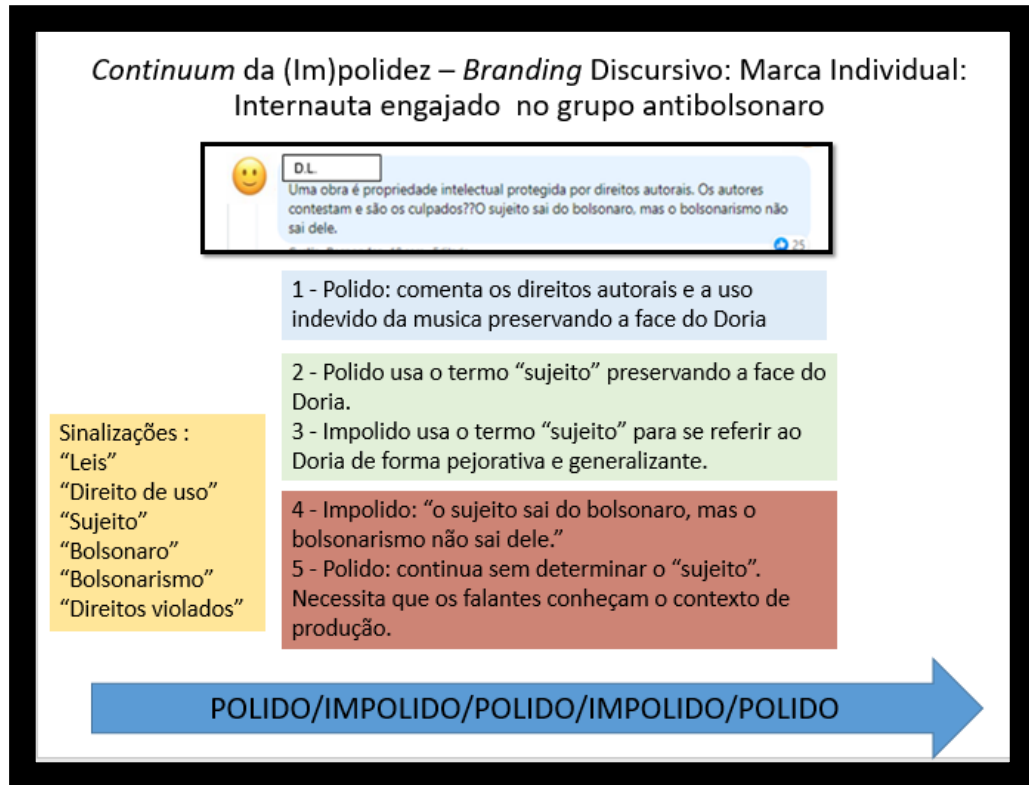 Continuum da (Im)polidez – Branding Discursivo: Marca Individual:
Internauta engajado no grupo antibolsonaro
D.L.
Uma obra é propriedade intelectual protegida por direitos autorais. Os autores
contestam e são os culpados??O sujeito sai do bolsonaro, mas o bolsonarismo não
sai dele.
25
1 - Polido: comenta os direitos autorais e a uso
indevido da musica preservando a face do Doria
2 - Polido usa o termo “sujeito” preservando a face do
Doria.
3 - Impolido usa o termo “sujeito” para se referir ao
Doria de forma pejorativa e generalizante.
Sinalizações :
“Leis”
“Direito de uso”
“Sujeito”
“Bolsonaro”
“Bolsonarismo”
“Direitos violados”
4 - Impolido: “o sujeito sai do bolsonaro, mas o
bolsonarismo não sai dele.”
5 - Polido: continua sem determinar o “sujeito”.
Necessita que os falantes conheçam o contexto de
produção.
POLIDO/IMPOLIDO/POLIDO/IMPOLIDO/POLIDO